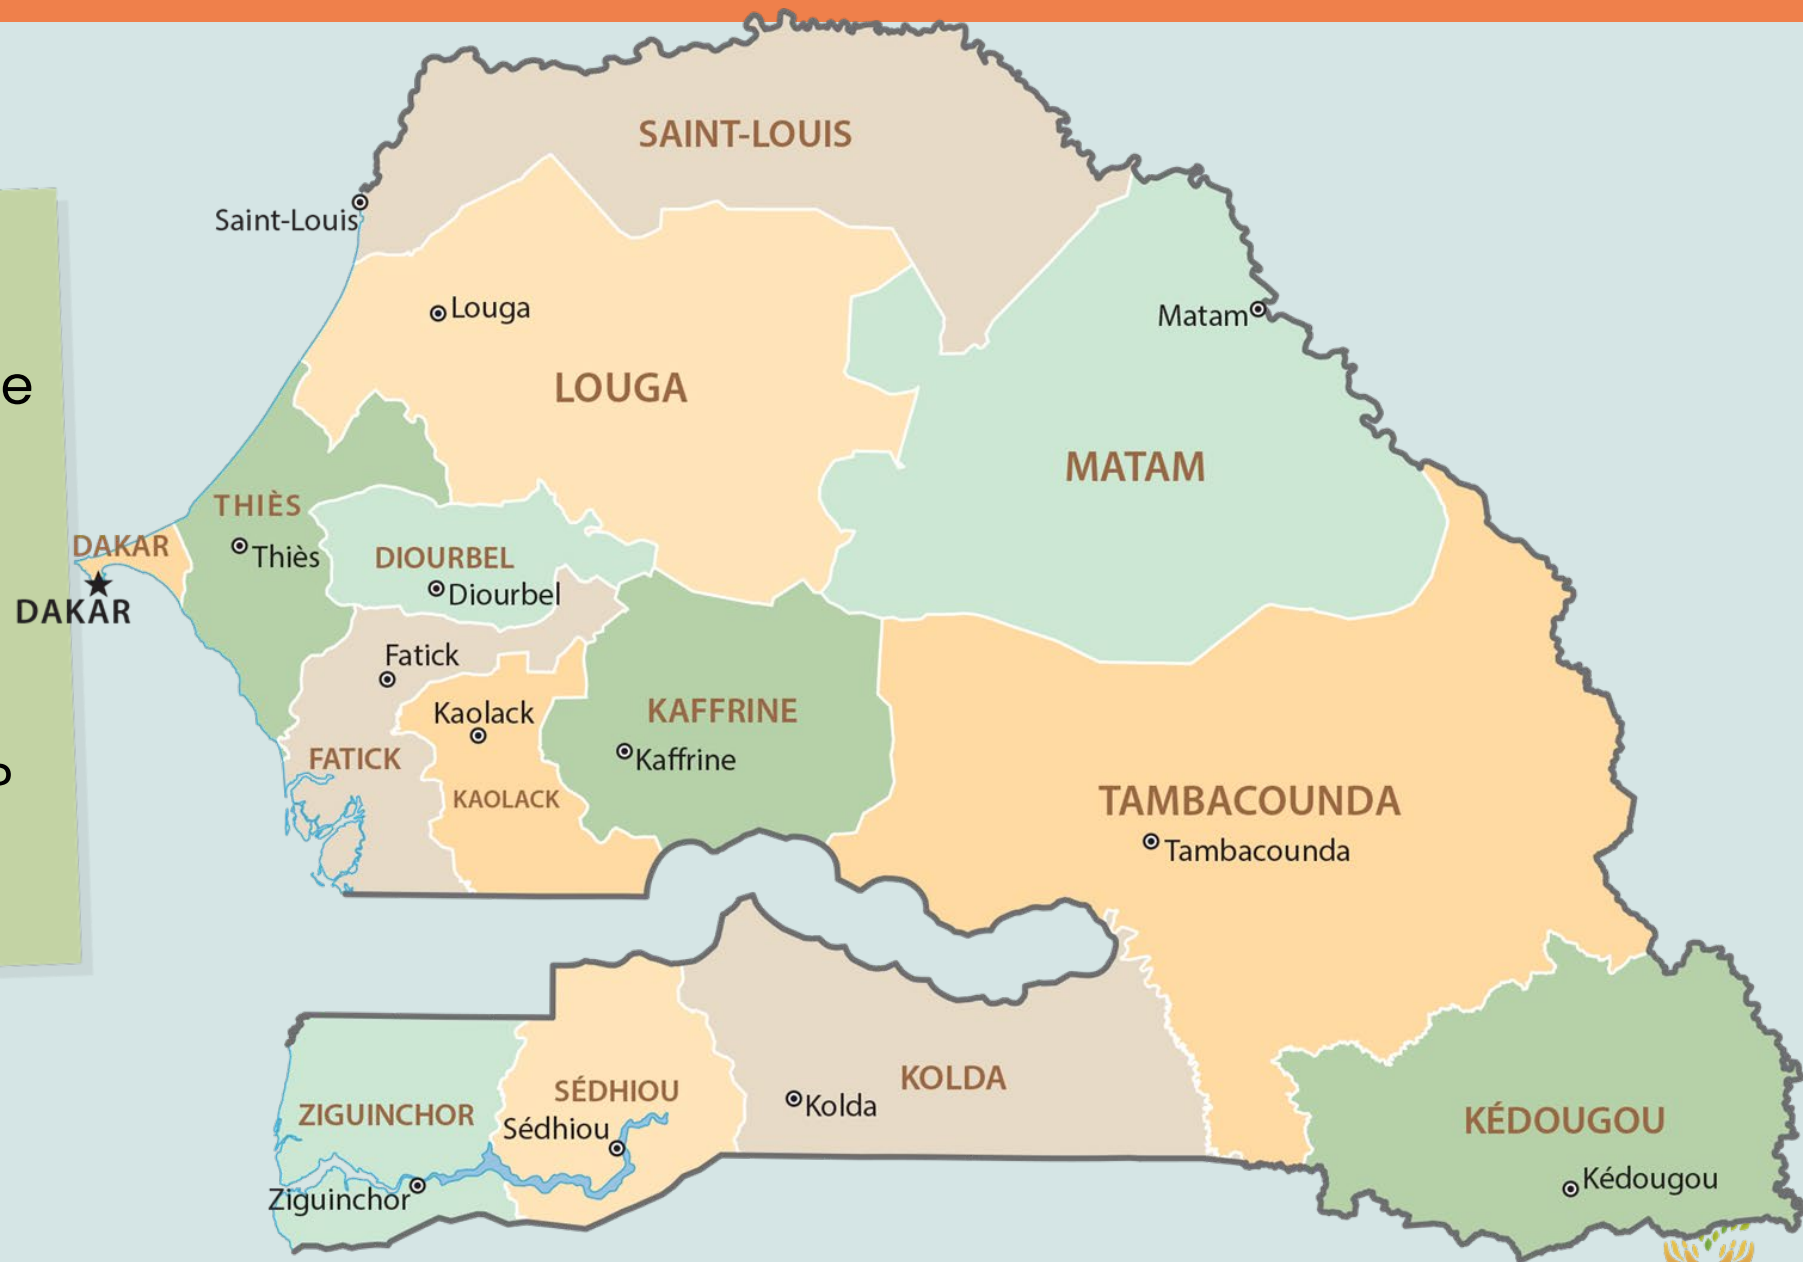 SAINT-LOUIS
Saint-Louis
Louga
Matam
LOUGA
e
MATAM
THIÈS
DAKAR
Thiès
DIOURBEL
Diourbel
DAKAR
Fatick
Kaolack
KAFFRINE
Kaffrine
FATICK
KAOLACK
TAMBACOUNDA
Tambacounda
KOLDA
SÉDHIOU
Kolda
ZIGUINCHOR
Sédhiou
KÉDOUGOU
Kédougou
Ziguinchor